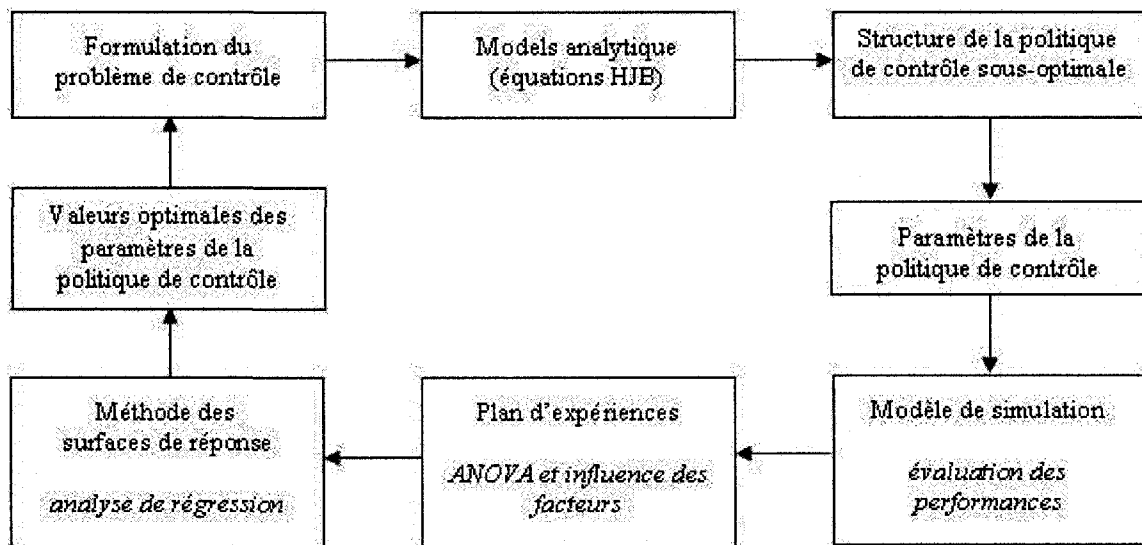 Formulation du
problème de contrôle
Models analytique
(équations HJB)
Structure de la politique
de contrôle sous-optimale
Valeurs optimales des
paramètres de la
politique de contrôle
Paramètres de la
politique de contrôle
Méthode des
surfaces de réponse
analyse de régression
Plan d'expériences
ANOVA et influence des
facteurs
Modèle de simulation
évaluation des
performances